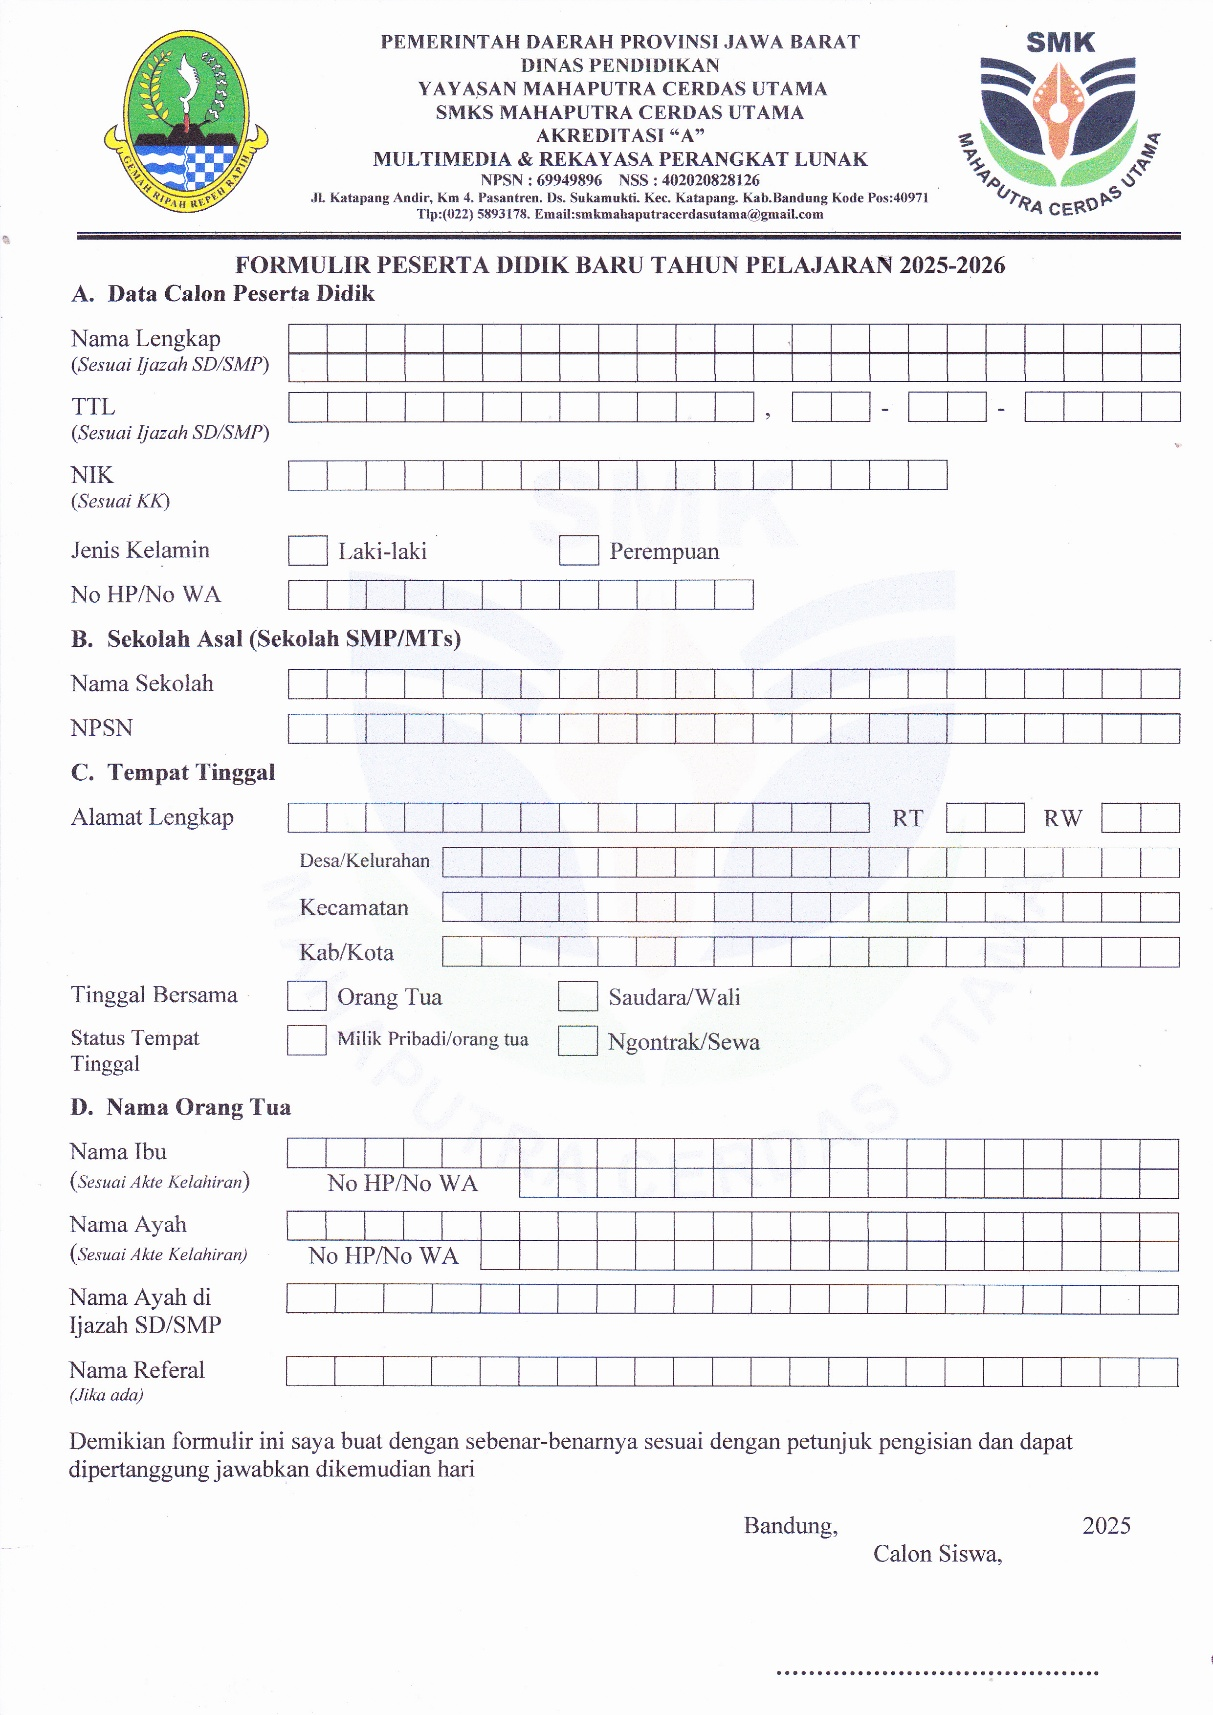 PEMERINTAH DAERAH PROVINSI JAWA BARAT
DINAS PENDIDIKAN
YAYASAN MAHAPUTRA CERDAS UTAMA
SMKS MAHAPUTRA CERDAS UTAMA
AKREDITASI “A”
MULTIMEDIA & REKAYASA PERANGKAT LUNAK
NPSN : 69949896 NSS : 402020828126
Jl. Katapang Andir, Km 4. Pasantren. Ds. Sukamukti. Kec. Katapang. Kab.Bandung Kode Pos:40971
Tlp:(022) 5893178. Email:smkmahaputracerdasutama@gmail.com
GEMAH RIPAH REPEH RAPIH
SMK
MAHAPUTRA CERDAS UTAMA
FORMULIR PESERTA DIDIK BARU TAHUN PELAJARAN 2025-2026
A. Data Calon Peserta Didik
Nama Lengkap
(Sesuai Ijazah SD/SMP)
TTL , - -
(Sesuai Ijazah SD/SMP)
NIK
(Sesuai KK)
Jenis Kelamin Laki-laki Perempuan
No HP/No WA
B. Sekolah Asal (Sekolah SMP/MTs)
Nama Sekolah
NPSN
C. Tempat Tinggal
Alamat Lengkap RT RW
Desa/Kelurahan
Kecamatan
Kab/Kota
Tinggal Bersama Orang Tua Saudara/Wali
Status Tempat Milik Pribadi/orang tua Ngontrak/Sewa
Tinggal
D. Nama Orang Tua
Nama Ibu
(Sesuai Akte Kelahiran) No HP/No WA
Nama Ayah
(Sesuai Akte Kelahiran) No HP/No WA
Nama Ayah di
Ijazah SD/SMP
Nama Referal
(Jika ada)
Demikian formulir ini saya buat dengan sebenar-benarnya sesuai dengan petunjuk pengisian dan dapat
dipertanggung jawabkan dikemudian hari
Bandung, 2025
Calon Siswa,
........................................
SMK
MAHAPUTRA CERDAS UTAMA